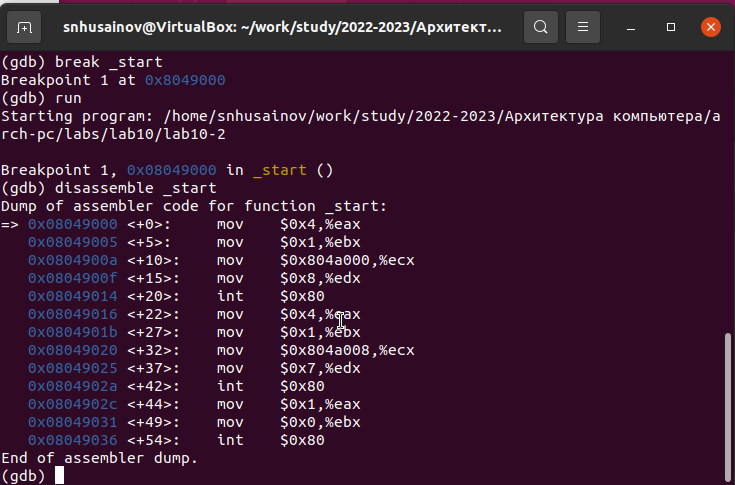 snhusainov@VirtualBox: ~/work/study/2022-2023/Архитект...
(gdb) break _start
Breakpoint 1 at 0x8049000
(gdb) run
Starting program: /home/snhusainov/work/study/2022-2023/Архитектура компьютера/a
rch-pc/labs/lab10/lab10-2
Breakpoint 1, 0x08049000 in _start ()
(gdb) disassemble _start
Dump of assembler code for function _start:
=> 0x08049000 <+0>:     mov    $0x4,%eax
   0x08049005 <+5>:     mov    $0x1,%ebx
   0x0804900a <+10>:    mov    $0x804a000,%ecx
   0x0804900f <+15>:    mov    $0x8,%edx
   0x08049014 <+20>:    int    $0x80
   0x08049016 <+22>:    mov    $0x4,%eax
   0x0804901b <+27>:    mov    $0x1,%ebx
   0x08049020 <+32>:    mov    $0x804a008,%ecx
   0x08049025 <+37>:    mov    $0x7,%edx
   0x0804902a <+42>:    int    $0x80
   0x0804902c <+44>:    mov    $0x1,%eax
   0x08049031 <+49>:    mov    $0x0,%ebx
   0x08049036 <+54>:    int    $0x80
End of assembler dump.
(gdb)